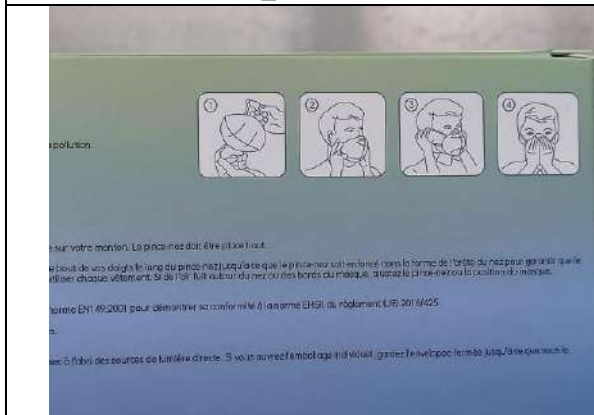 ① ② ③ ④
pollution.
sur votre menton. Le pince-nez doit être placé haut.
bout de vos doigts le long du pince-nez jusqu'à ce que le pince-nez soit enfoncé dans la forme de l'arête du nez pour garantir que le
utiliser chaque vêtement. Si de l'air fuit autour du nez ou des bords du masque, ajustez le pince-nez ou la position du masque.
norme EN149:2001 pour démontrer sa conformité à la norme EHSR du règlement (UE) 2016/425
sec à l'abri des sources de lumière directe. Si vous ouvrez l'emballage individuel, gardez l'enveloppe fermée jusqu'à ce que vous le